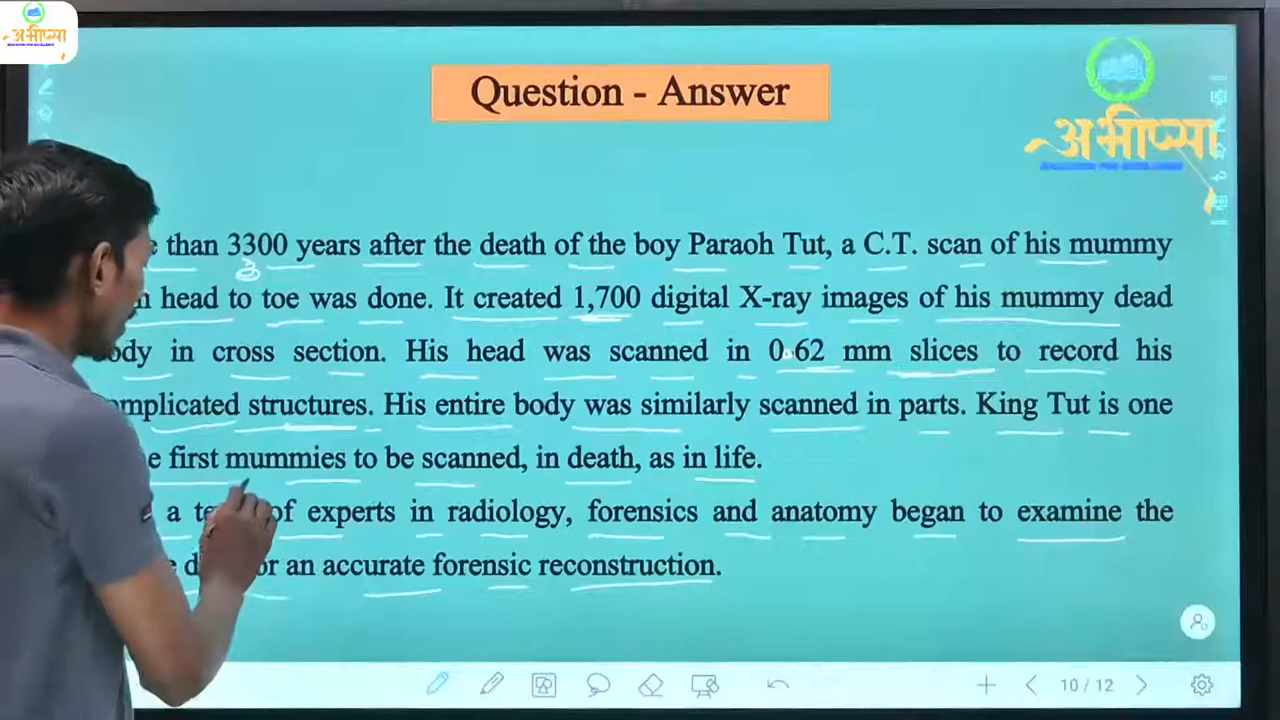 अभीप्सा
Question - Answer
अभीप्सा
than 3300 years after the death of the boy Paraoh Tut, a C.T. scan of his mummy
head to toe was done. It created 1,700 digital X-ray images of his mummy dead
body in cross section. His head was scanned in 0.62 mm slices to record his
complicated structures. His entire body was similarly scanned in parts. King Tut is one
first mummies to be scanned, in death, as in life.
a of experts in radiology, forensics and anatomy began to examine the
an accurate forensic reconstruction.
10 / 12